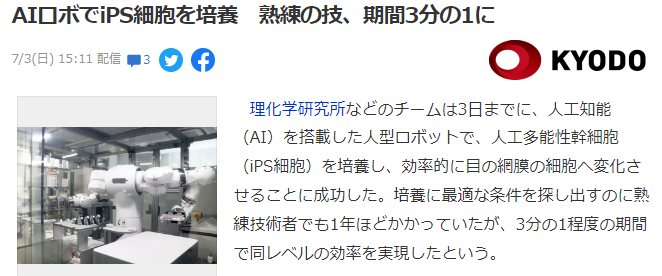 AIロボでiPS細胞を培養　熟練の技、期間3分の1に
7/3(日) 15:11 配信 3
KYODO
理化学研究所などのチームは3日までに、人工知能
（AI）を搭載した人型ロボットで、人工多能性幹細胞
（iPS細胞）を培養し、効率的に目の網膜の細胞へ変化さ
せることに成功した。培養に最適な条件を探し出すのに熟
練技術者でも1年ほどかかっていたが、3分の1程度の期間
で同レベルの効率を実現したという。